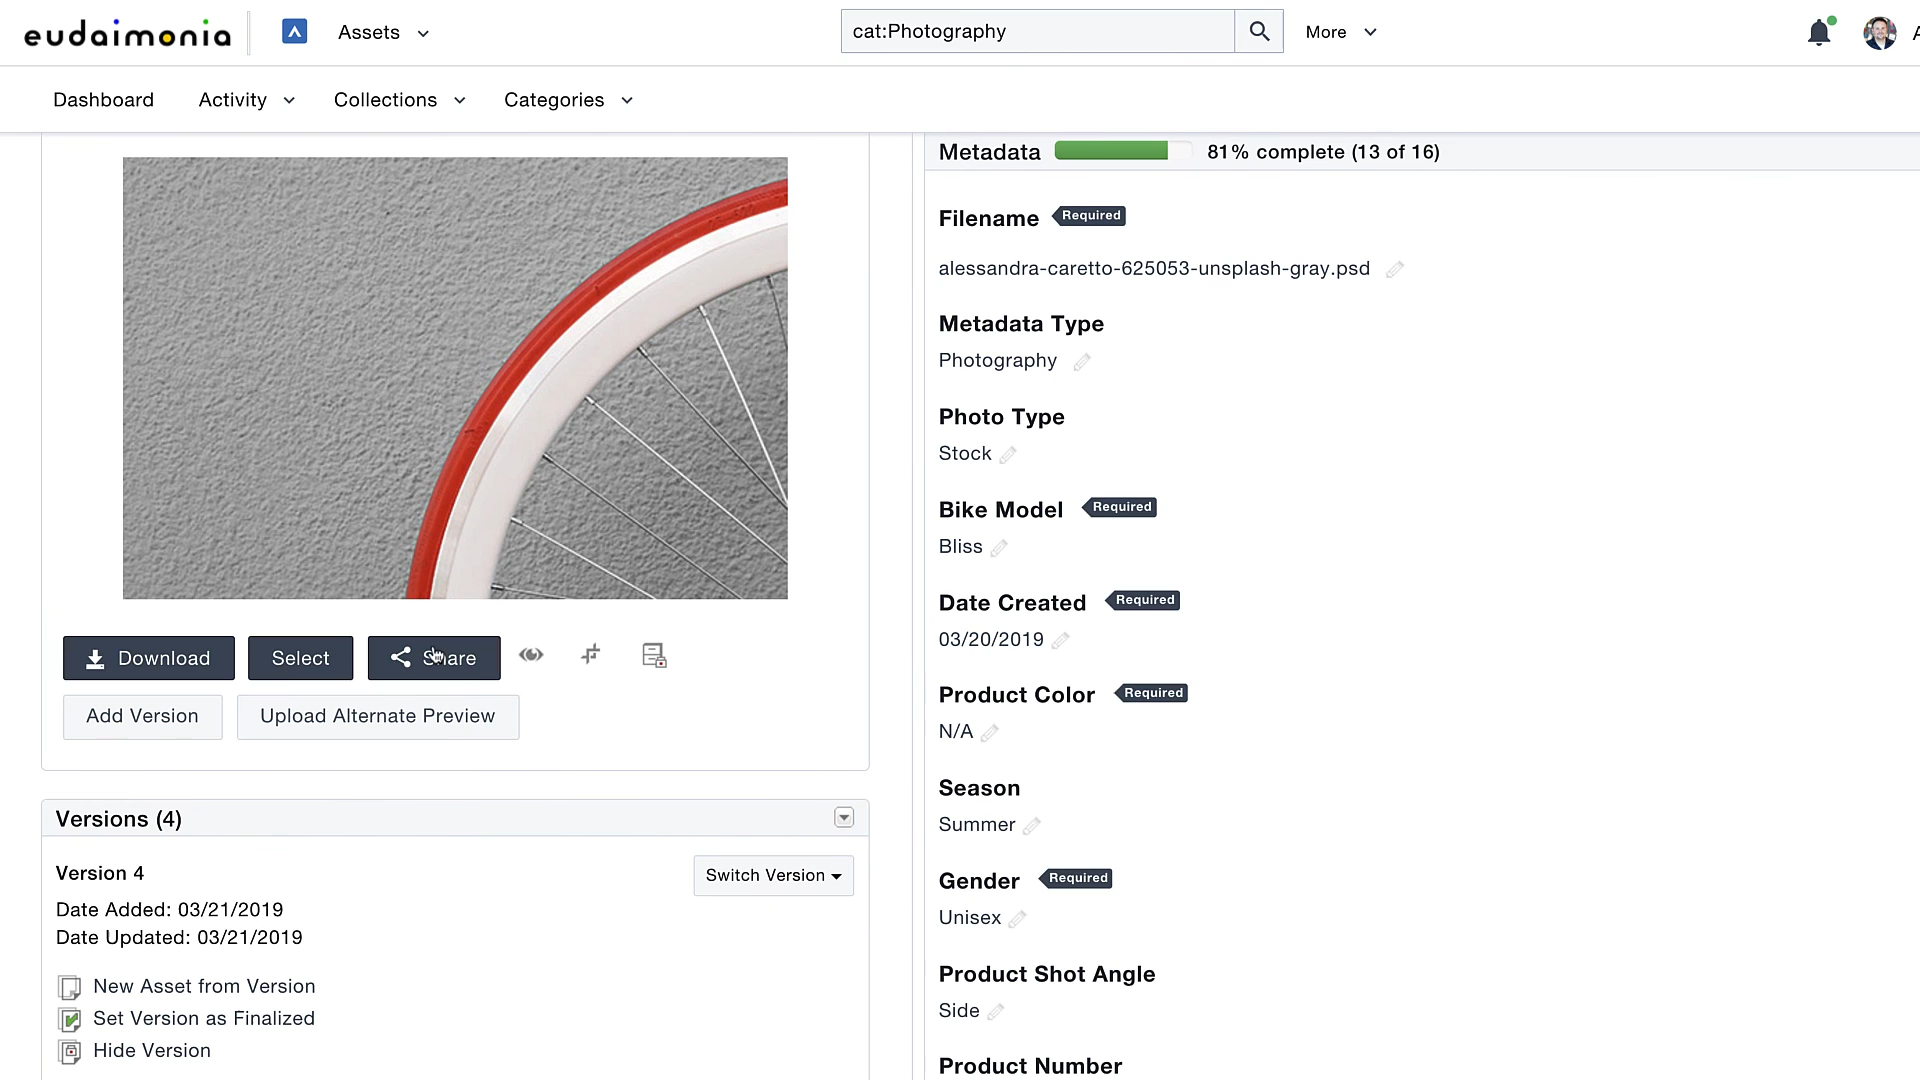 eudaimonia
Assets
cat:Photography
More
A
Dashboard
Activity
Collections
Categories
Metadata 81% complete (13 of 16)
Filename Required
alessandra-caretto-625053-unsplash-gray.psd
Metadata Type
Photography
Photo Type
Stock
Bike Model Required
Bliss
Date Created Required
03/20/2019
Product Color Required
N/A
Season
Summer
Gender Required
Unisex
Product Shot Angle
Side
Product Number
Download
Select
Share
Add Version
Upload Alternate Preview
Versions (4)
Version 4
Switch Version
Date Added: 03/21/2019
Date Updated: 03/21/2019
New Asset from Version
Set Version as Finalized
Hide Version